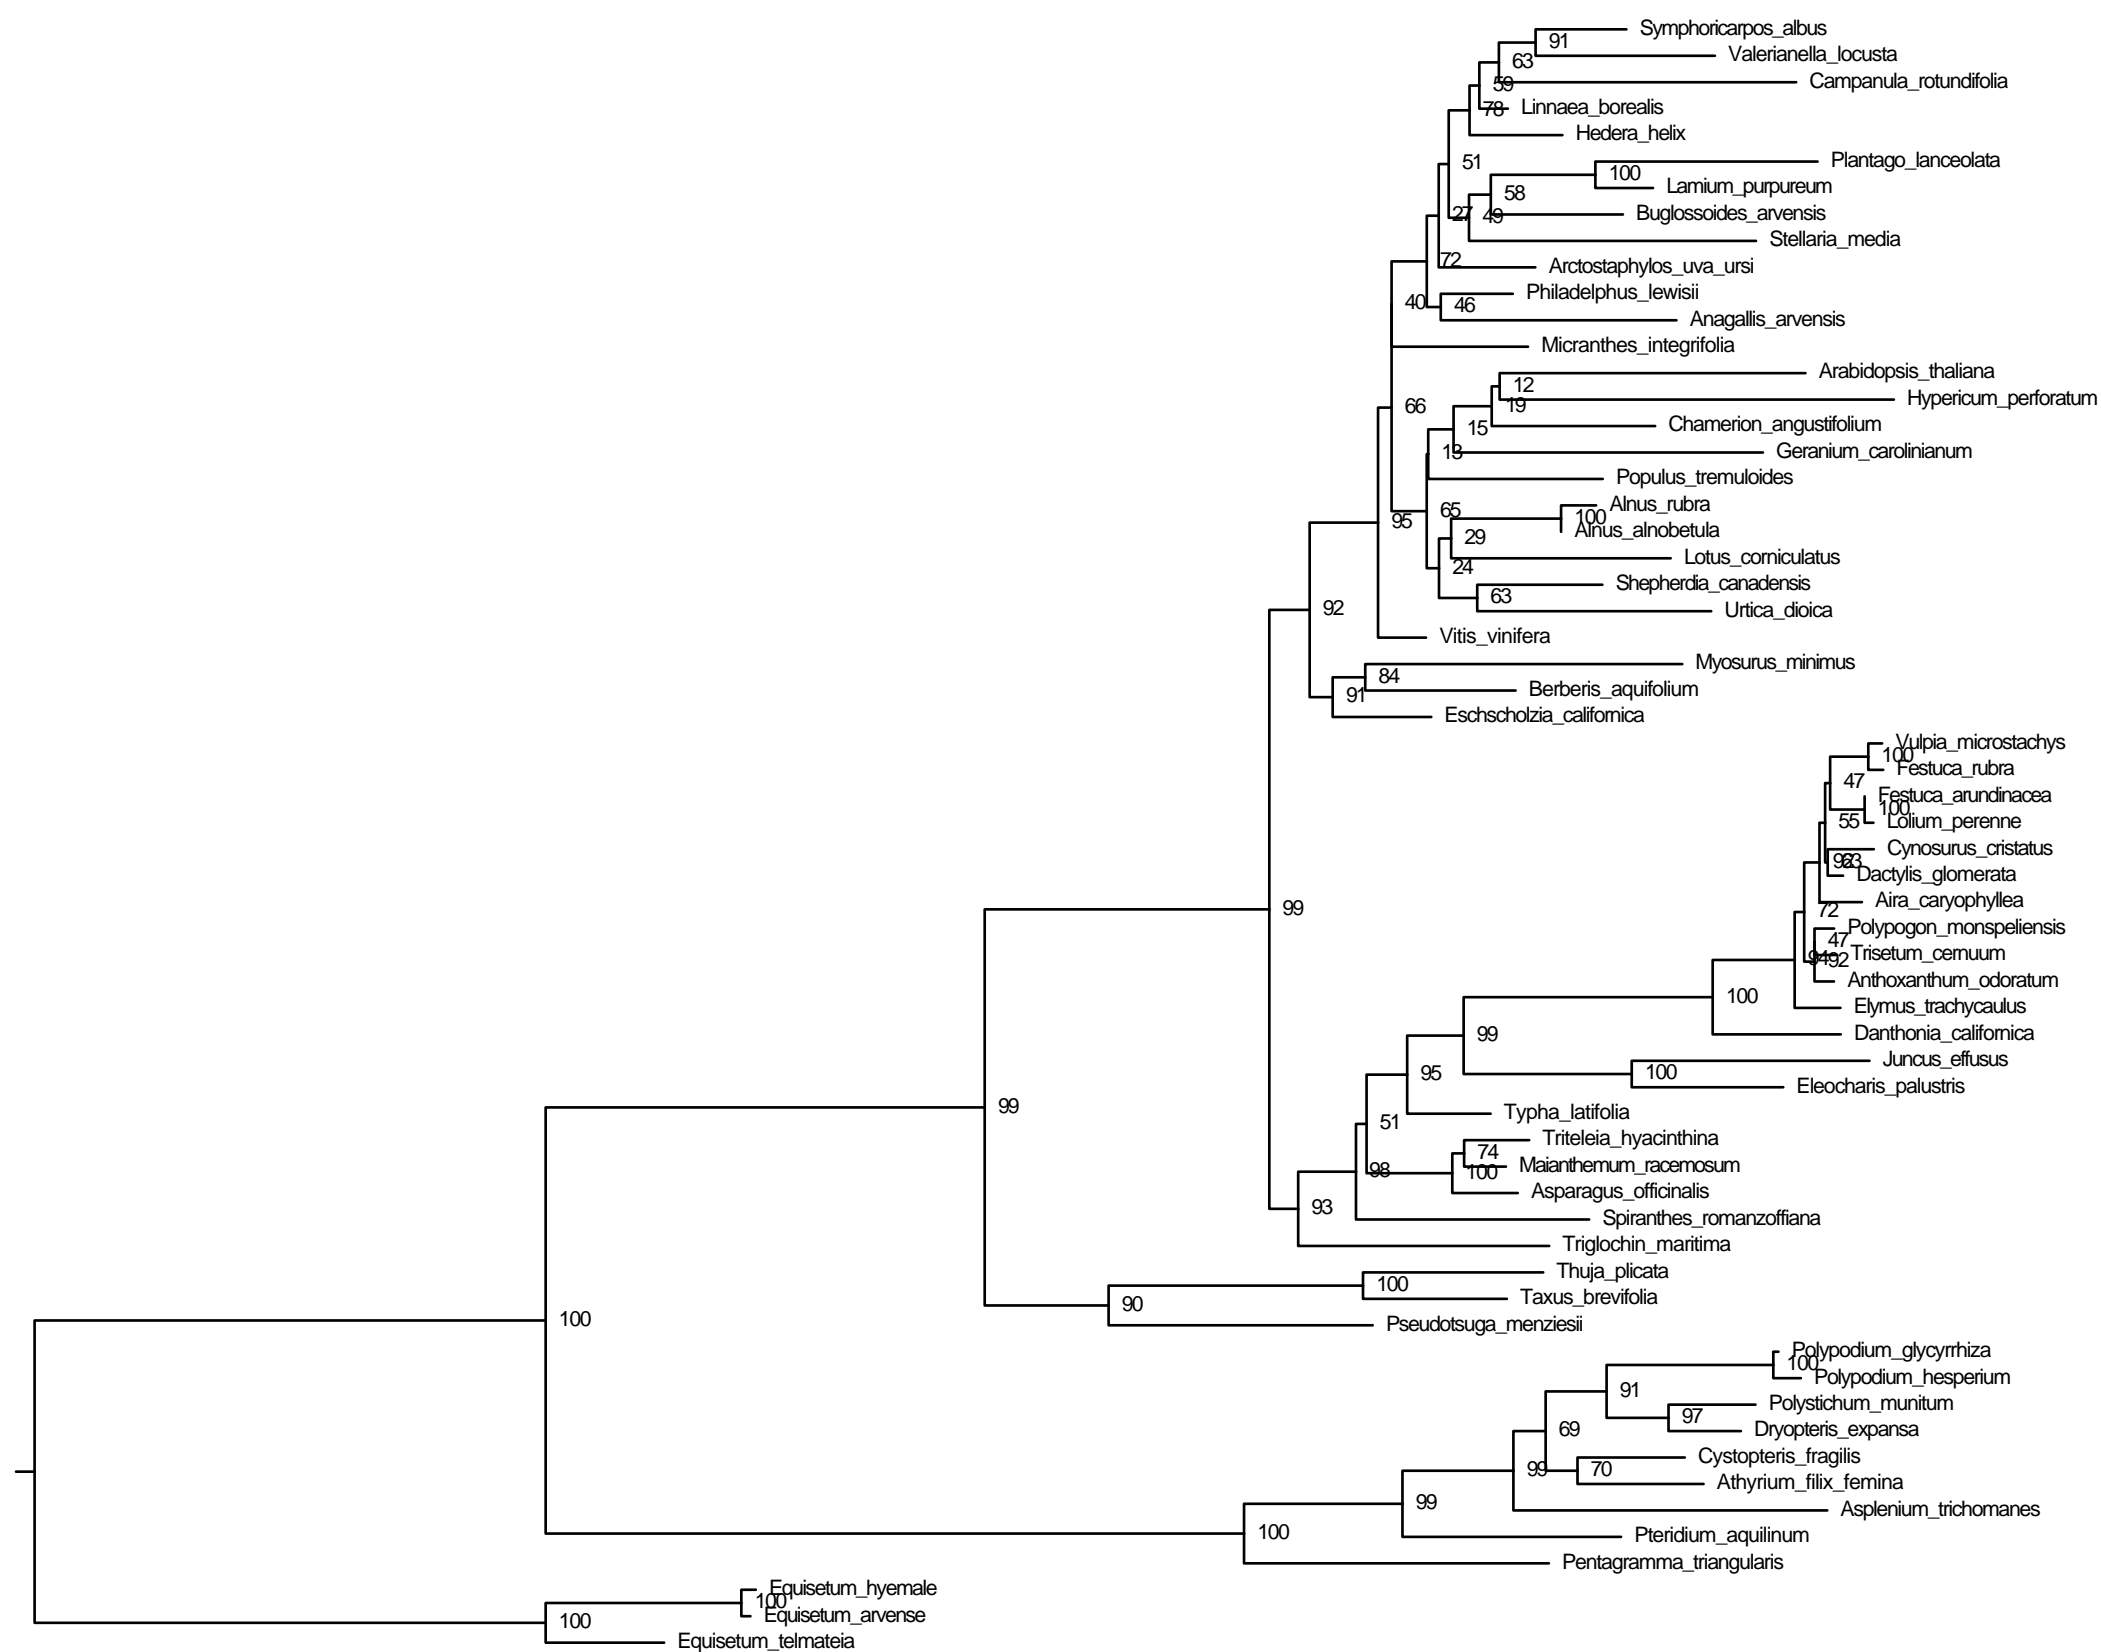 Symphoricarpos_albus
91
Valerianella_locusta
63
Campanula_rotundifolia
59
Linnaea_borealis
78
Hedera_helix
51
Plantago_lanceolata
100
Lamium_purpureum
58
Buglossoides_arvensis
27
49
Stellaria_media
72
Arctostaphylos_uva_ursi
Philadelphus_lewisii
40
46
Anagallis_arvensis
Micranthes_integrifolia
Arabidopsis_thaliana
12
Hypericum_perforatum
66
19
Chamerion_angustifolium
15
Geranium_carolinianum
13
Populus_tremuloides
Alnus_rubra
65
100
95
Alnus_alnobetula
29
Lotus_corniculatus
24
Shepherdia_canadensis
63
Urtica_dioica
92
Vitis_vinifera
Myosurus_minimus
84
Berberis_aquifolium
91
Eschscholzia_californica
Vulpia_microstachys
100
Festuca_rubra
47
Festuca_arundinacea
100
Lolium_perenne
55
Cynosurus_cristatus
63
Dactylis_glomerata
Aira_caryophyllea
99
72
Polypogon_monspeliensis
47
Trisetum_cernuum
94
92
Anthoxanthum_odoratum
100
Elymus_trachycaulus
Danthonia_californica
99
Juncus_effusus
100
95
Eleocharis_palustris
99
Typha_latifolia
51
Triteleia_hyacinthina
74
Maianthemum_racemosum
98
100
Asparagus_officinalis
93
Spiranthes_romanzoffiana
Triglochin_maritima
Thuja_plicata
100
Taxus_brevifolia
90
100
Pseudotsuga_menziesii
Polypodium_glycyrrhiza
100
Polypodium_hesperium
91
Polystichum_munitum
97
Dryopteris_expansa
69
Cystopteris_fragilis
99
70
Athyrium_filix_femina
99
Asplenium_trichomanes
100
Pteridium_aquilinum
Pentagramma_triangularis
Equisetum_hyemale
100
Equisetum_arvense
100
Equisetum_telmateia